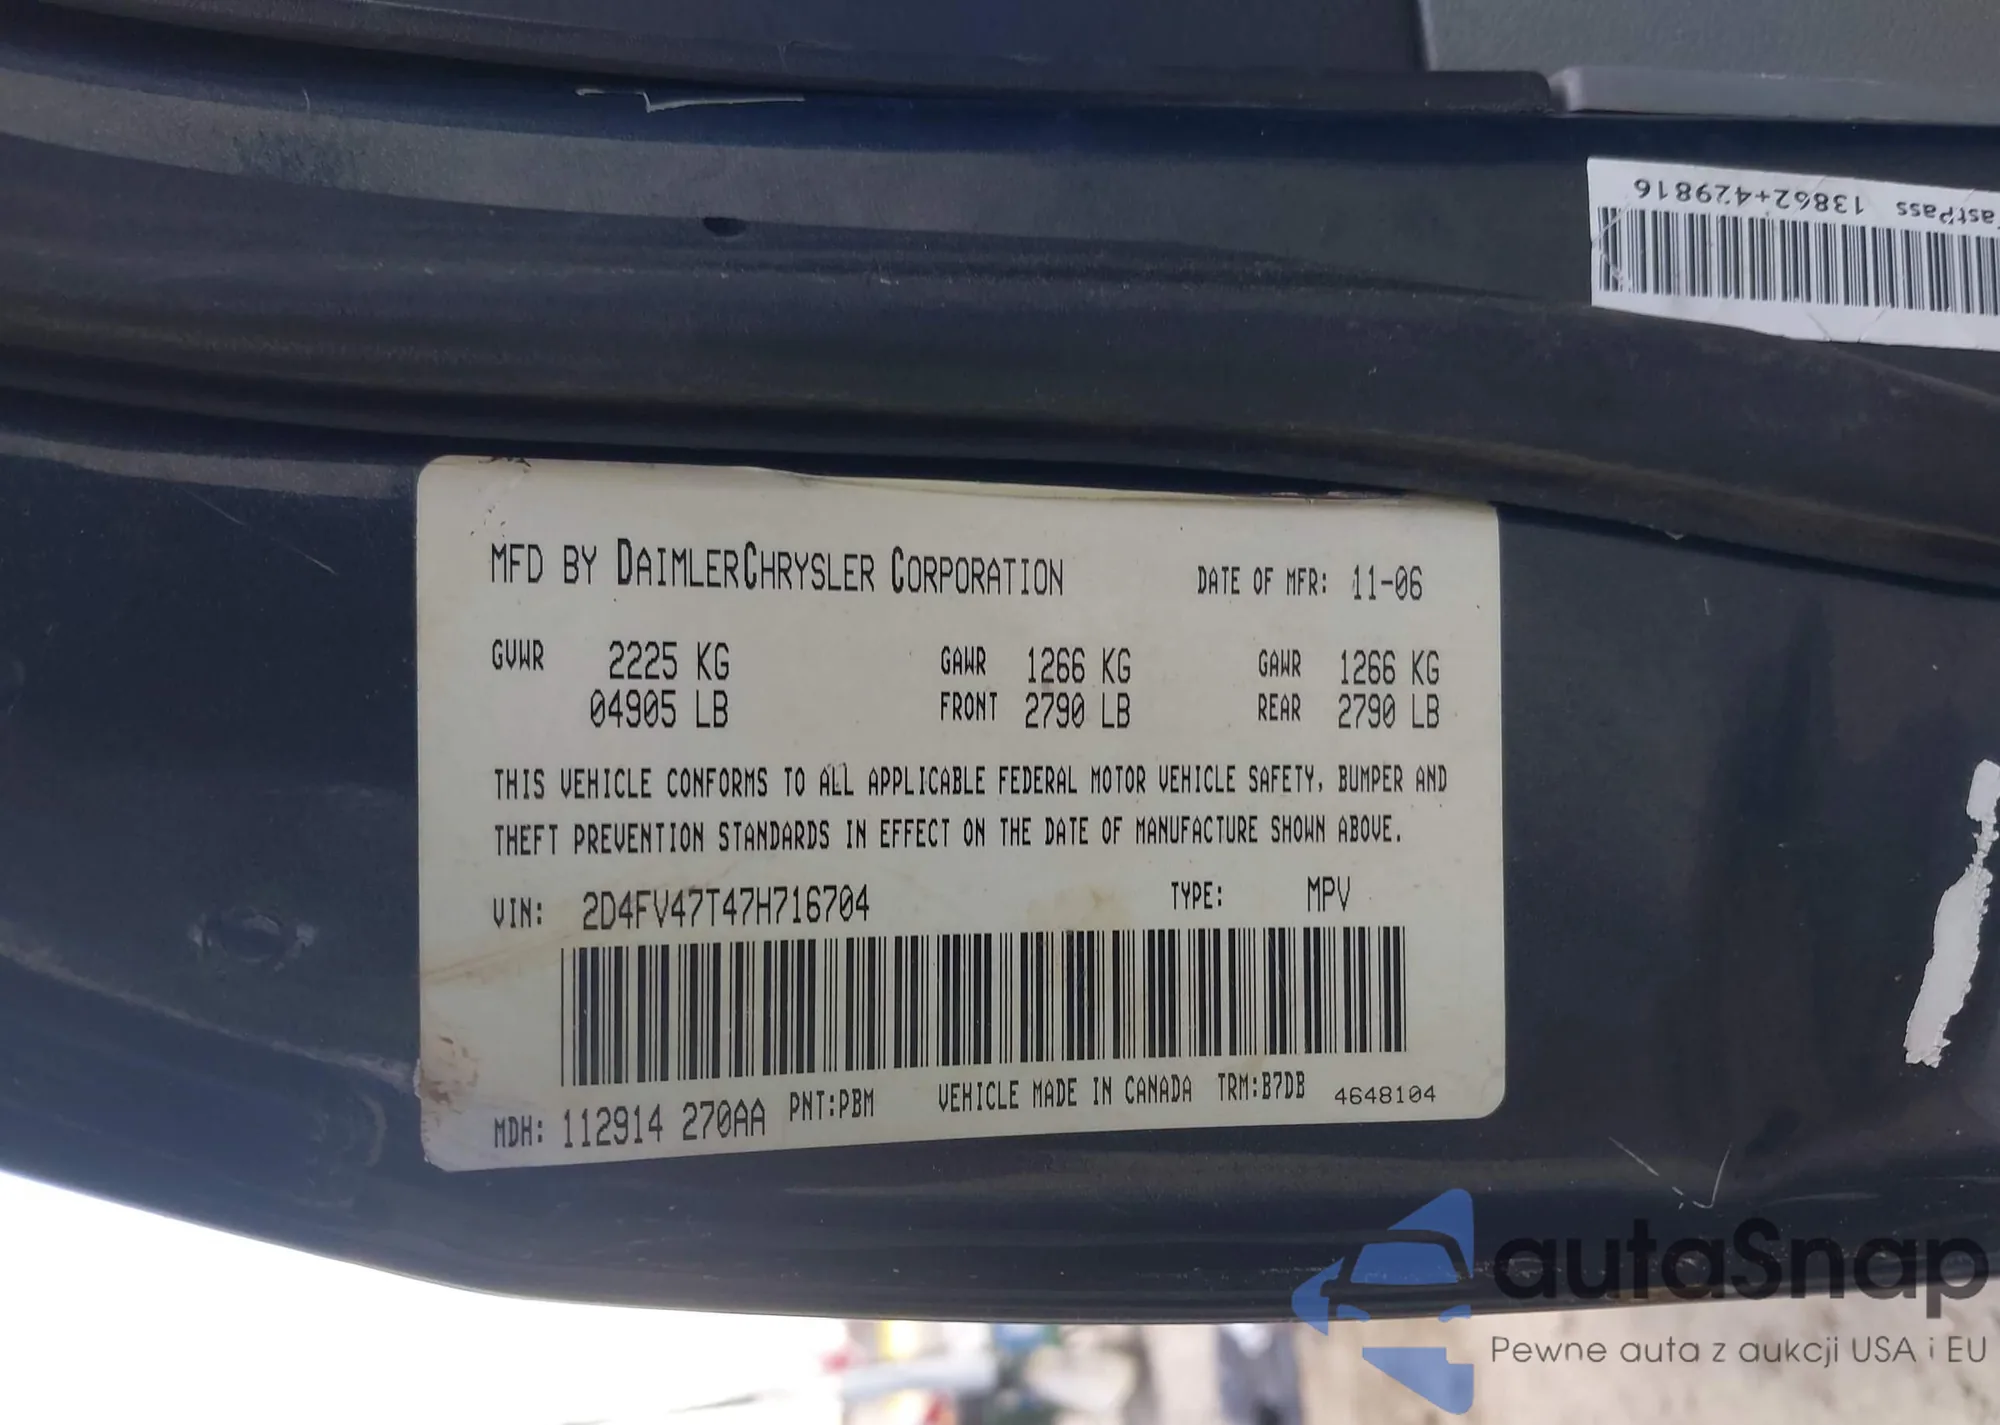 astPass 13862+429816
MFD BY DAIMLERCHRYSLER CORPORATION DATE OF MFR: 11-06
GVWR 2225 KG GAWR 1266 KG GAWR 1266 KG
04905 LB FRONT 2790 LB REAR 2790 LB
THIS VEHICLE CONFORMS TO ALL APPLICABLE FEDERAL MOTOR VEHICLE SAFETY, BUMPER AND
THEFT PREVENTION STANDARDS IN EFFECT ON THE DATE OF MANUFACTURE SHOWN ABOVE.
VIN: 2D4FV47T47H716704 TYPE: MPV
MDH: 112914 270AA PNT:PBM VEHICLE MADE IN CANADA TRM:B7DB 4648104
autaSnap
Pewne auta z aukcji USA i EU